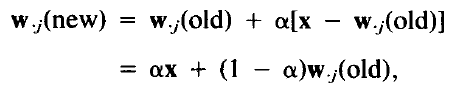 w.j(new) = w.j(old) + α[x − w.j(old)]
= αx + (1 − α)w.j(old),